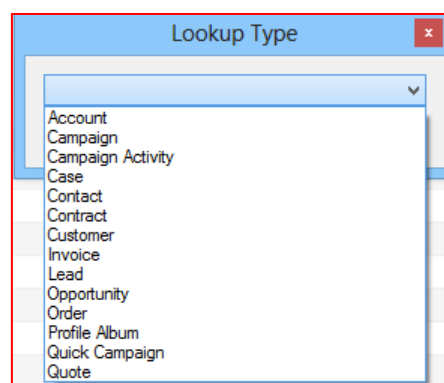 Lookup Type
x
Account
Campaign
Campaign Activity
Case
Contact
Contract
Customer
Invoice
Lead
Opportunity
Order
Profile Album
Quick Campaign
Quote